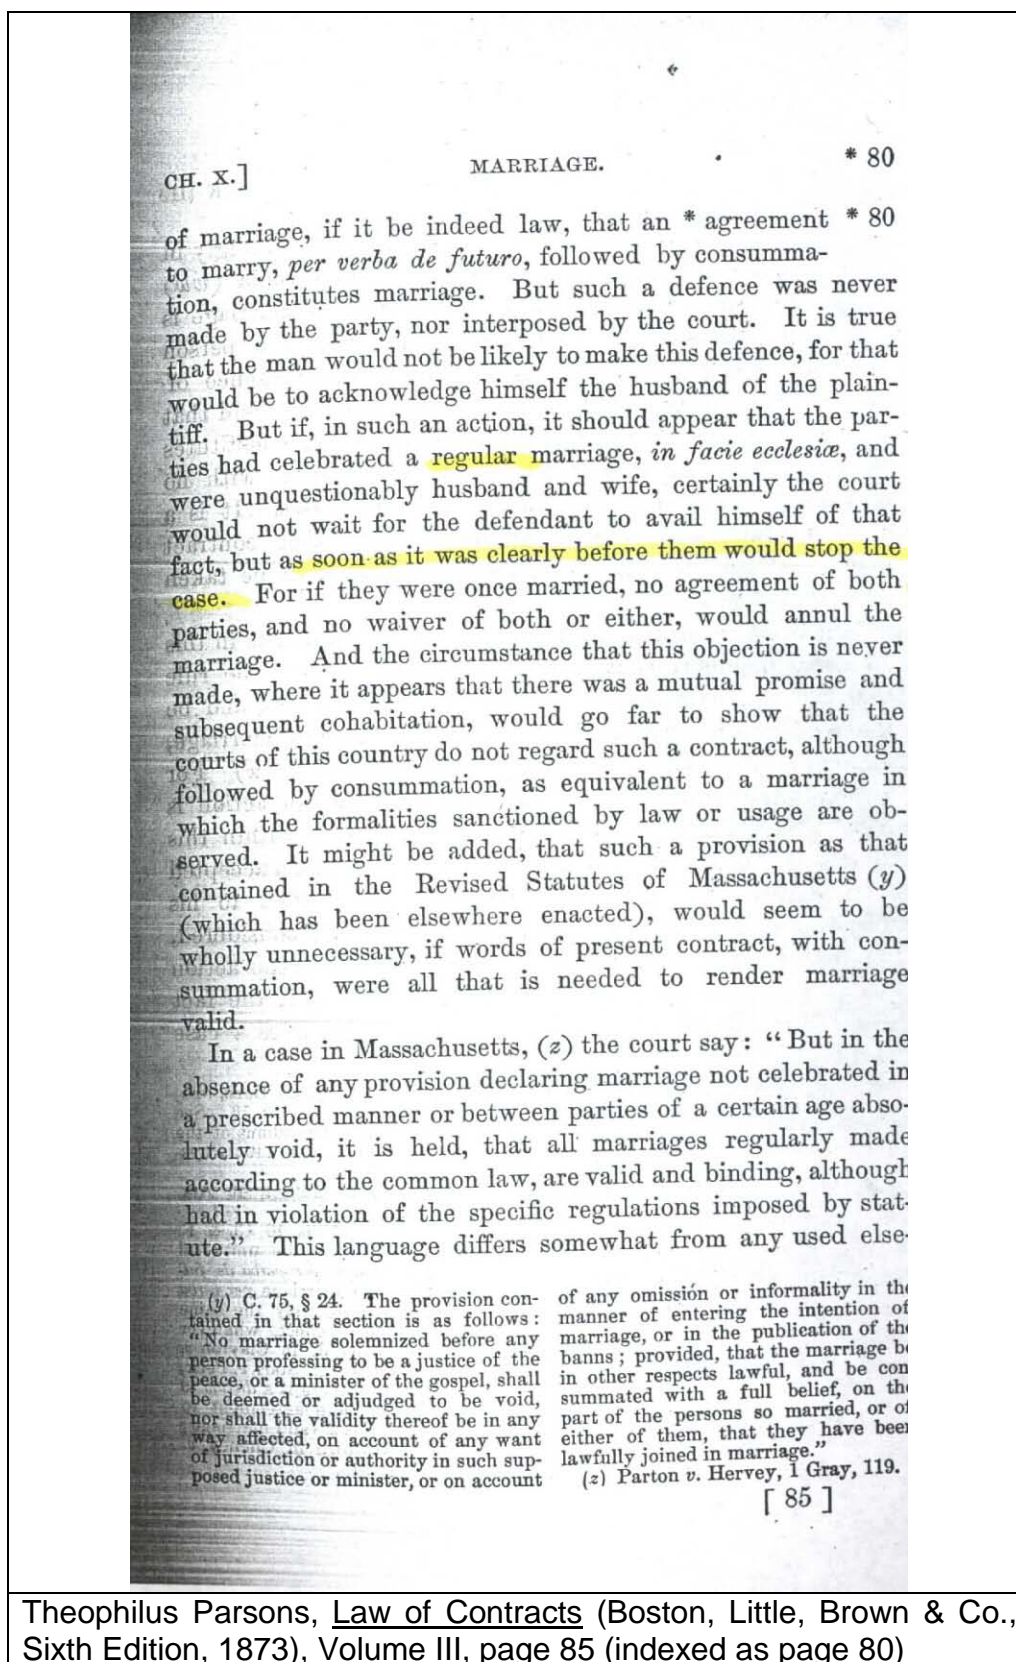 CH. X.] MARRIAGE. * 80
of marriage, if it be indeed law, that an * agreement * 80
to marry, per verba de futuro, followed by consumma-
tion, constitutes marriage. But such a defence was never
made by the party, nor interposed by the court. It is true
that the man would not be likely to make this defence, for that
would be to acknowledge himself the husband of the plain-
tiff. But if, in such an action, it should appear that the par-
ties had celebrated a regular marriage, in facie ecclesiæ, and
were unquestionably husband and wife, certainly the court
would not wait for the defendant to avail himself of that
fact, but as soon as it was clearly before them would stop the
case. For if they were once married, no agreement of both
parties, and no waiver of both or either, would annul the
marriage. And the circumstance that this objection is never
made, where it appears that there was a mutual promise and
subsequent cohabitation, would go far to show that the
courts of this country do not regard such a contract, although
followed by consummation, as equivalent to a marriage in
which the formalities sanctioned by law or usage are ob-
served. It might be added, that such a provision as that
contained in the Revised Statutes of Massachusetts (y)
(which has been elsewhere enacted), would seem to be
wholly unnecessary, if words of present contract, with con-
summation, were all that is needed to render marriage
valid.
In a case in Massachusetts, (z) the court say: “But in the
absence of any provision declaring marriage not celebrated in
a prescribed manner or between parties of a certain age abso-
lutely void, it is held, that all marriages regularly made
according to the common law, are valid and binding, although
had in violation of the specific regulations imposed by stat-
ute.” This language differs somewhat from any used else-
(y) C. 75, § 24. The provision con-
tained in that section is as follows:
“No marriage solemnized before any
person professing to be a justice of the
peace, or a minister of the gospel, shall
be deemed or adjudged to be void,
nor shall the validity thereof be in any
way affected, on account of any want
of jurisdiction or authority in such sup-
posed justice or minister, or on account
of any omission or informality in the
manner of entering the intention of
marriage, or in the publication of the
banns; provided, that the marriage be
in other respects lawful, and be con
summated with a full belief, on the
part of the persons so married, or of
either of them, that they have been
lawfully joined in marriage.”
(z) Parton v. Hervey, 1 Gray, 119.
[ 85 ]
Theophilus Parsons, Law of Contracts (Boston, Little, Brown & Co.,
Sixth Edition, 1873), Volume III, page 85 (indexed as page 80)